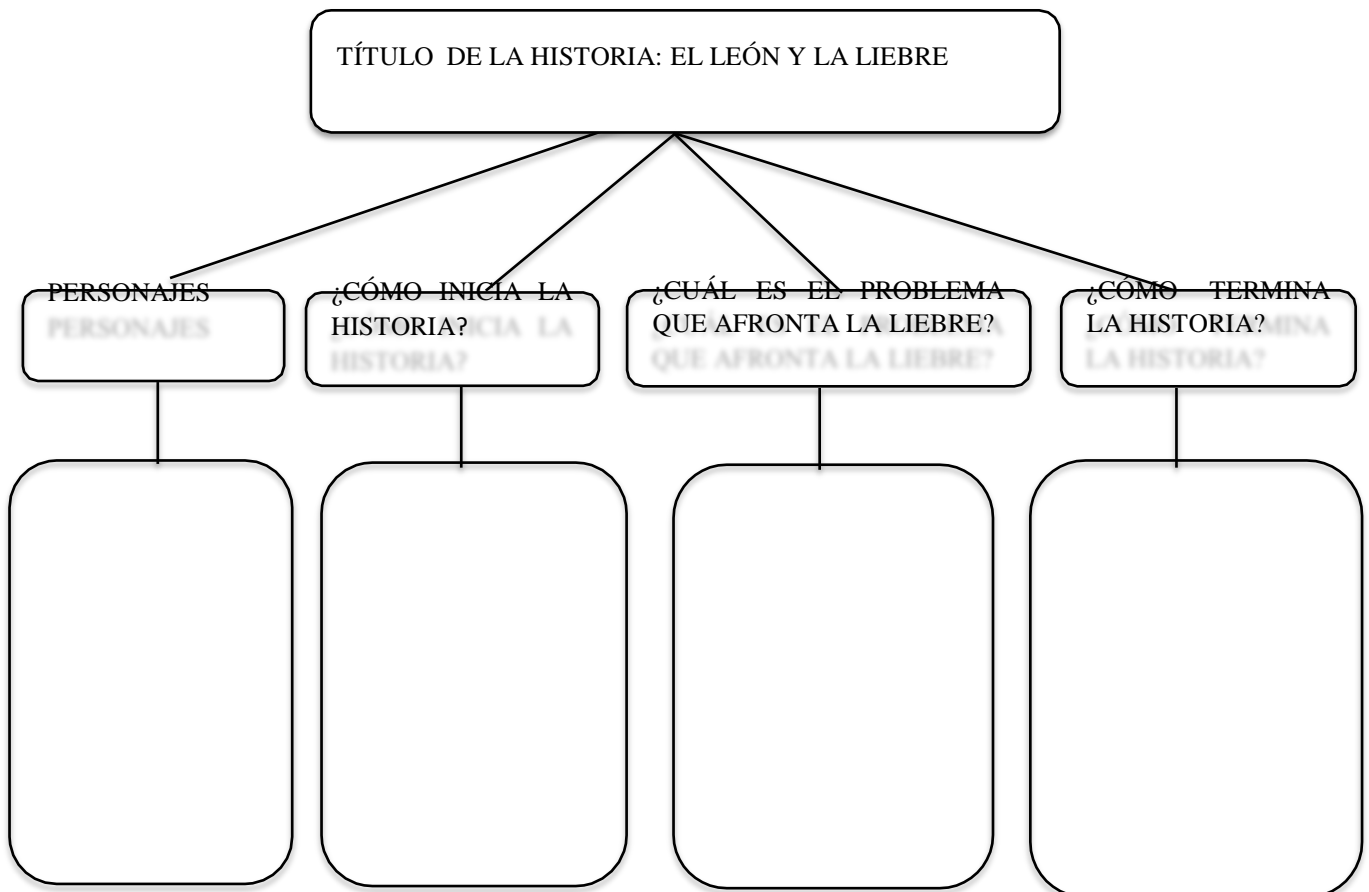 TÍTULO DE LA HISTORIA: EL LEÓN Y LA LIEBRE
PERSONAJES
¿CÓMO INICIA LA
HISTORIA?
¿CUÁL ES EL PROBLEMA
QUE AFRONTA LA LIEBRE?
¿CÓMO TERMINA
LA HISTORIA?